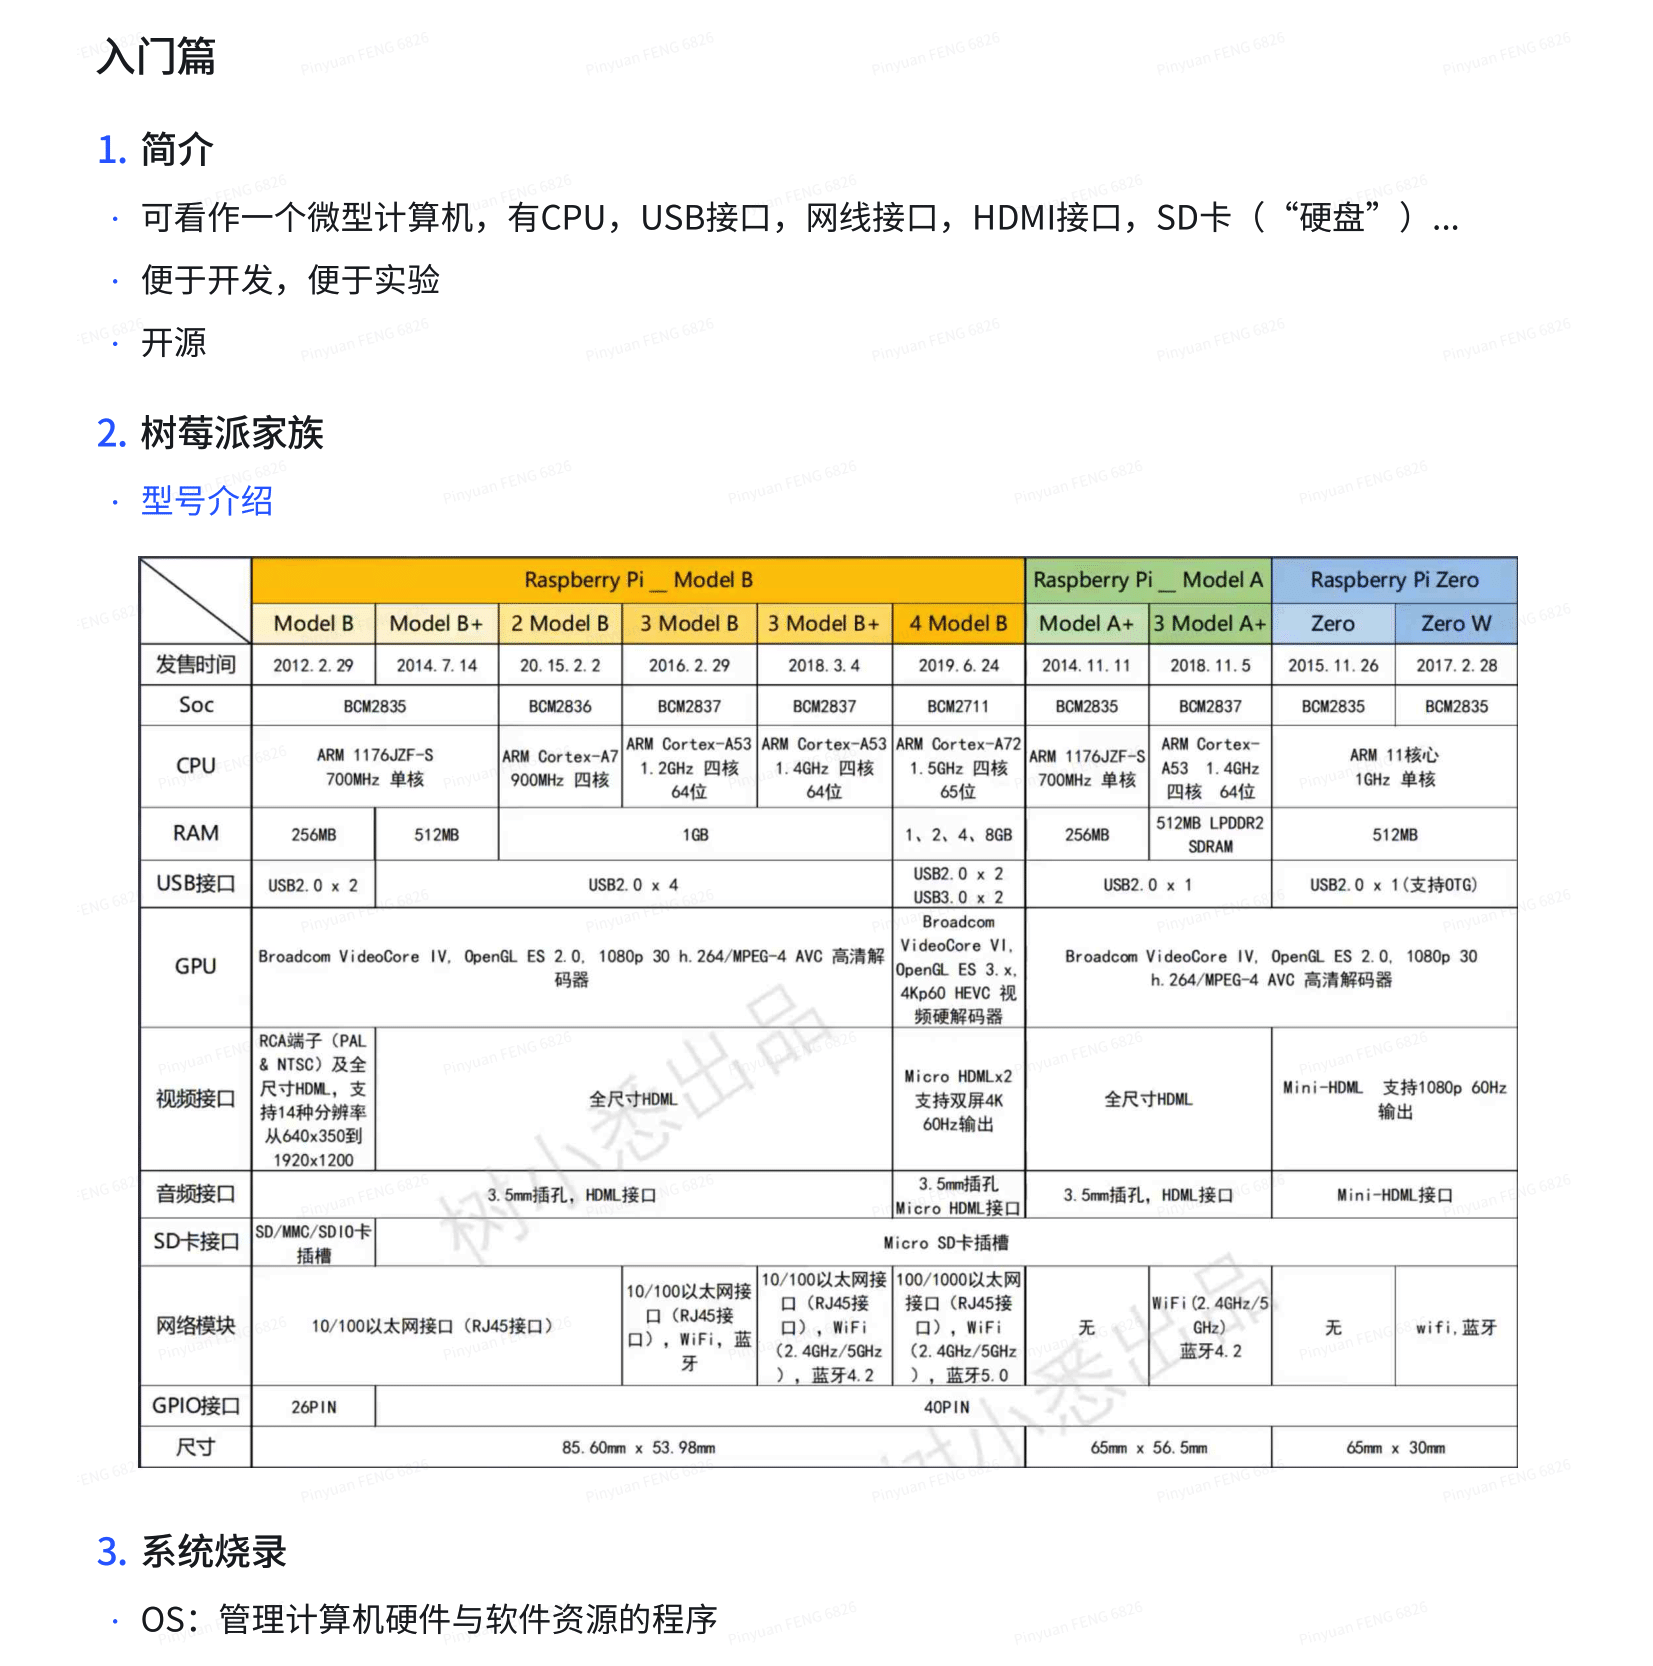 入门篇
1. 简介
· 可看作一个微型计算机，有CPU，USB接口，网线接口，HDMI接口，SD卡（“硬盘”）...
· 便于开发，便于实验
· 开源
2. 树莓派家族
· 型号介绍
Raspberry Pi __ Model B Raspberry Pi __ Model A Raspberry Pi Zero
Model B Model B+ 2 Model B 3 Model B 3 Model B+ 4 Model B Model A+ 3 Model A+ Zero Zero W
发售时间 2012.2.29 2014.7.14 20.15.2.2 2016.2.29 2018.3.4 2019.6.24 2014.11.11 2018.11.5 2015.11.26 2017.2.28
Soc BCM2835 BCM2836 BCM2837 BCM2837 BCM2711 BCM2835 BCM2837 BCM2835 BCM2835
CPU
ARM 1176JZF-S
700MHz 单核
ARM Cortex-A7
900MHz 四核
ARM Cortex-A53
1.2GHz 四核
64位
ARM Cortex-A53
1.4GHz 四核
64位
ARM Cortex-A72
1.5GHz 四核
65位
ARM 1176JZF-S
700MHz 单核
ARM Cortex-
A53 1.4GHz
四核 64位
ARM 11核心
1GHz 单核
RAM 256MB 512MB 1GB 1、2、4、8GB 256MB
512MB LPDDR2
SDRAM
512MB
USB接口 USB2.0 x 2 USB2.0 x 4
USB2.0 x 2
USB3.0 x 2
USB2.0 x 1 USB2.0 x 1(支持OTG)
GPU
Broadcom VideoCore IV, OpenGL ES 2.0, 1080p 30 h.264/MPEG-4 AVC 高清解
码器
Broadcom
VideoCore VI,
OpenGL ES 3.x,
4Kp60 HEVC 视
频硬解码器
Broadcom VideoCore IV, OpenGL ES 2.0, 1080p 30
h.264/MPEG-4 AVC 高清解码器
视频接口
RCA端子（PAL
& NTSC）及全
尺寸HDML，支
持14种分辨率
从640x350到
1920x1200
全尺寸HDML
Micro HDMLx2
支持双屏4K
60Hz输出
全尺寸HDML
Mini-HDML 支持1080p 60Hz
输出
音频接口 3.5mm插孔，HDML接口
3.5mm插孔
Micro HDML接口
3.5mm插孔，HDML接口 Mini-HDML接口
SD卡接口
SD/MMC/SDIO卡
插槽
Micro SD卡插槽
网络模块 10/100以太网接口（RJ45接口）
10/100以太网接
口（RJ45接
口），WiFi，蓝
牙
10/100以太网接
口（RJ45接
口），WiFi
（2.4GHz/5GHz
），蓝牙4.2
100/1000以太网
接口（RJ45接
口），WiFi
（2.4GHz/5GHz
），蓝牙5.0
无
WiFi(2.4GHz/5
GHz)
蓝牙4.2
无 wifi,蓝牙
GPIO接口 26PIN 40PIN
尺寸 85.60mm x 53.98mm 65mm x 56.5mm 65mm x 30mm
树小悉出品
树小悉出品
3. 系统烧录
· OS：管理计算机硬件与软件资源的程序
Pinyuan FENG 6826